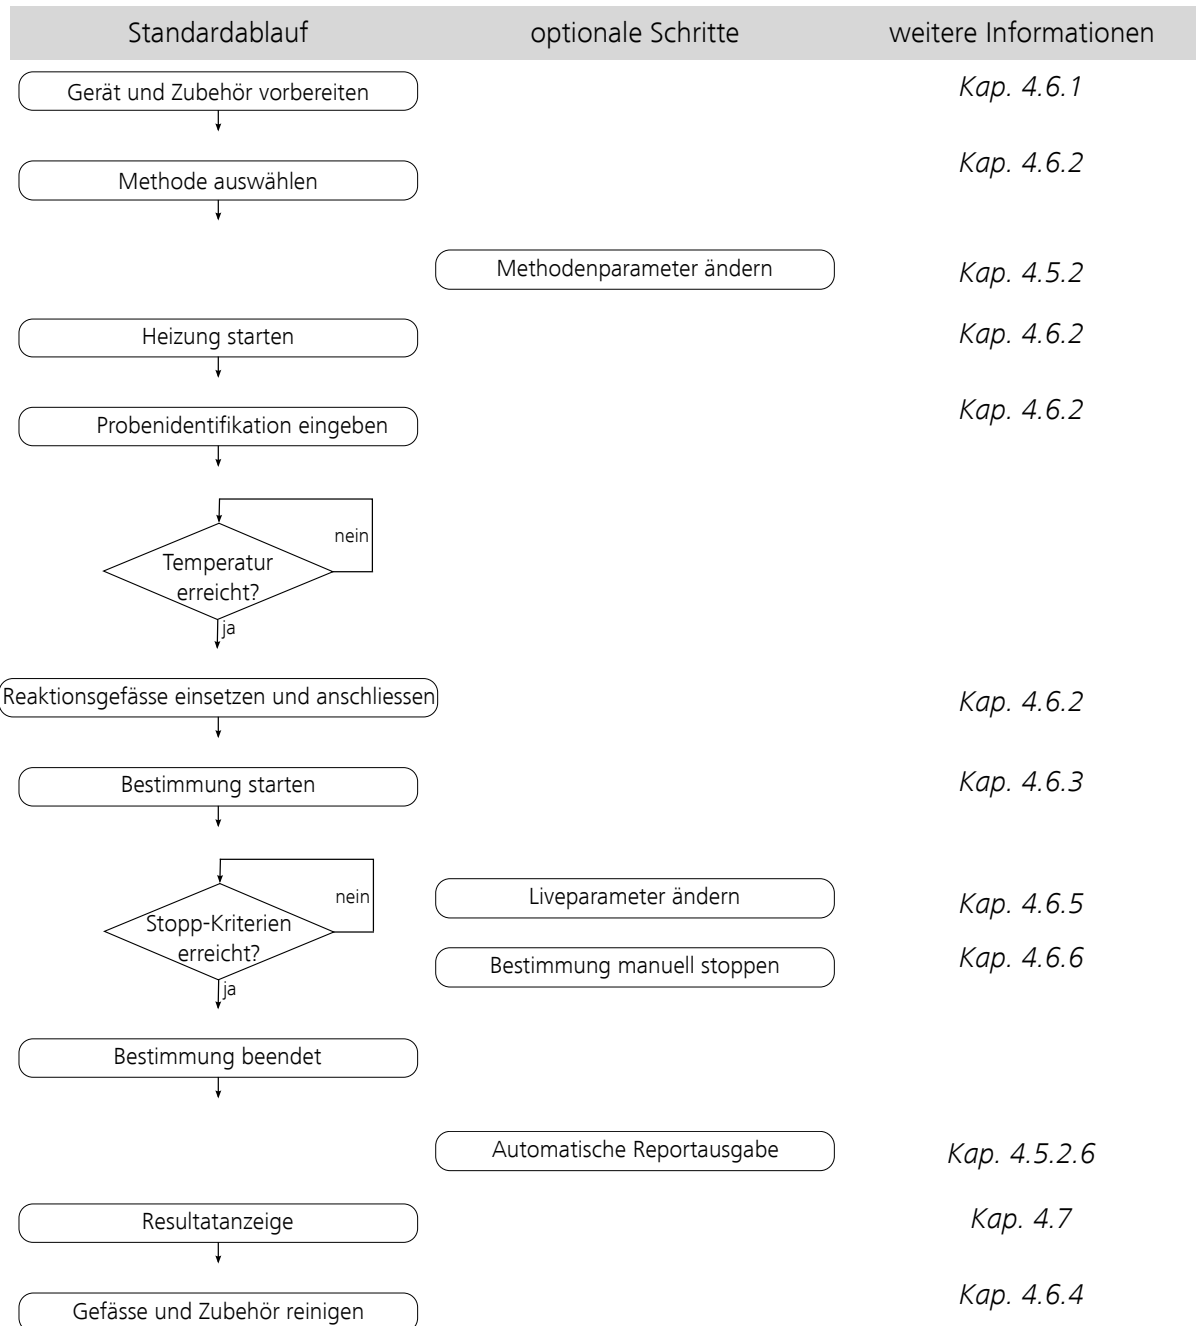 Standardablauf optionale Schritte weitere Informationen
Gerät und Zubehör vorbereiten Kap. 4.6.1
Methode auswählen Kap. 4.6.2
Methodenparameter ändern Kap. 4.5.2
Heizung starten Kap. 4.6.2
Probenidentifikation eingeben Kap. 4.6.2
nein
Temperatur
erreicht?
ja
Reaktionsgefässe einsetzen und anschliessen Kap. 4.6.2
Bestimmung starten Kap. 4.6.3
nein Liveparameter ändern Kap. 4.6.5
Stopp-Kriterien
erreicht? Bestimmung manuell stoppen Kap. 4.6.6
ja
Bestimmung beendet
Automatische Reportausgabe Kap. 4.5.2.6
Resultatanzeige Kap. 4.7
Gefässe und Zubehör reinigen Kap. 4.6.4